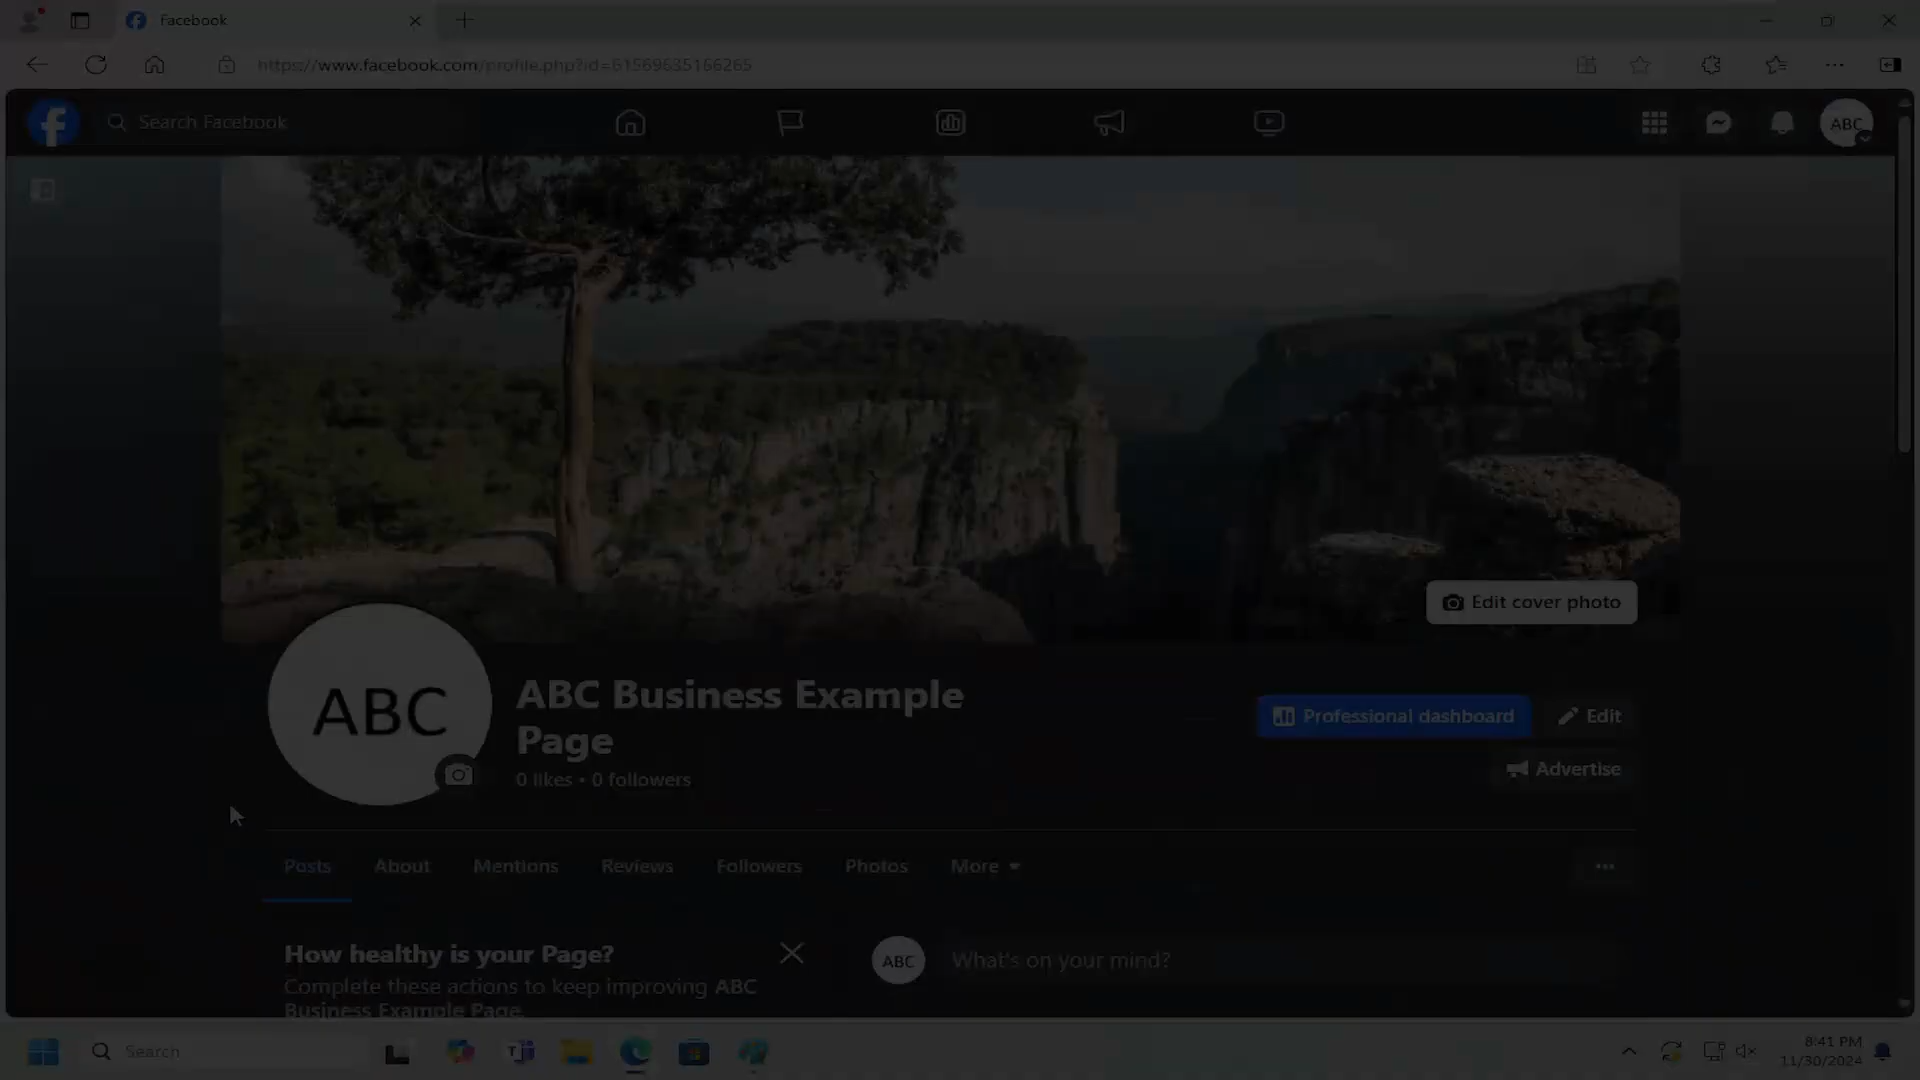 Facebook
https://www.facebook.com/profile.php?id=61569635166265
Search Facebook
ABC
Edit cover photo
ABC
ABC Business Example
Page
0 likes • 0 followers
Professional dashboard
Edit
Advertise
Posts About Mentions Reviews Followers Photos More
How healthy is your Page?
Complete these actions to keep improving ABC
Business Example Page.
ABC
What's on your mind?
Search
8:41 PM
11/30/2024